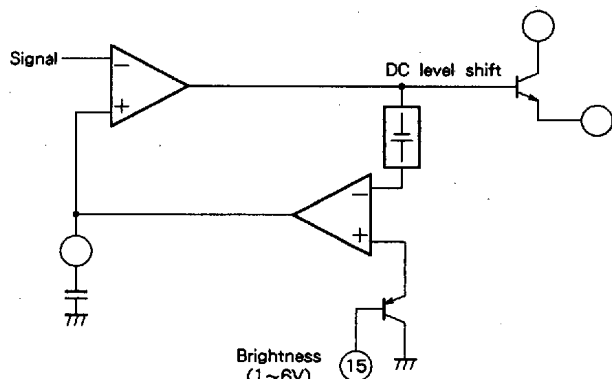 Signal
−
+
DC level shift
−
+
Brightness
(1~6V)
15